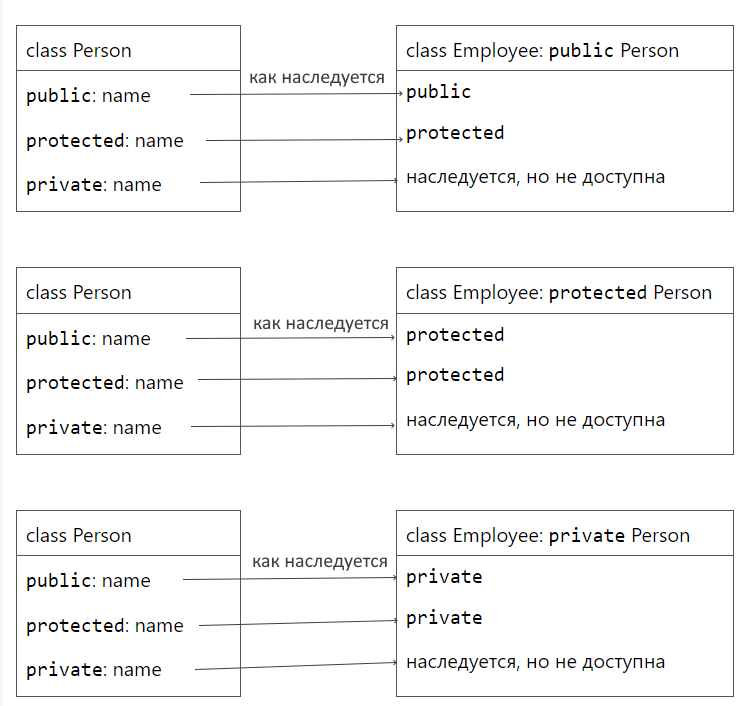 class Person
class Employee: public Person
как наследуется
public: name
public
protected: name
protected
private: name
наследуется, но не доступна
class Person
class Employee: protected Person
как наследуется
public: name
protected
protected: name
protected
private: name
наследуется, но не доступна
class Person
class Employee: private Person
как наследуется
public: name
private
protected: name
private
private: name
наследуется, но не доступна